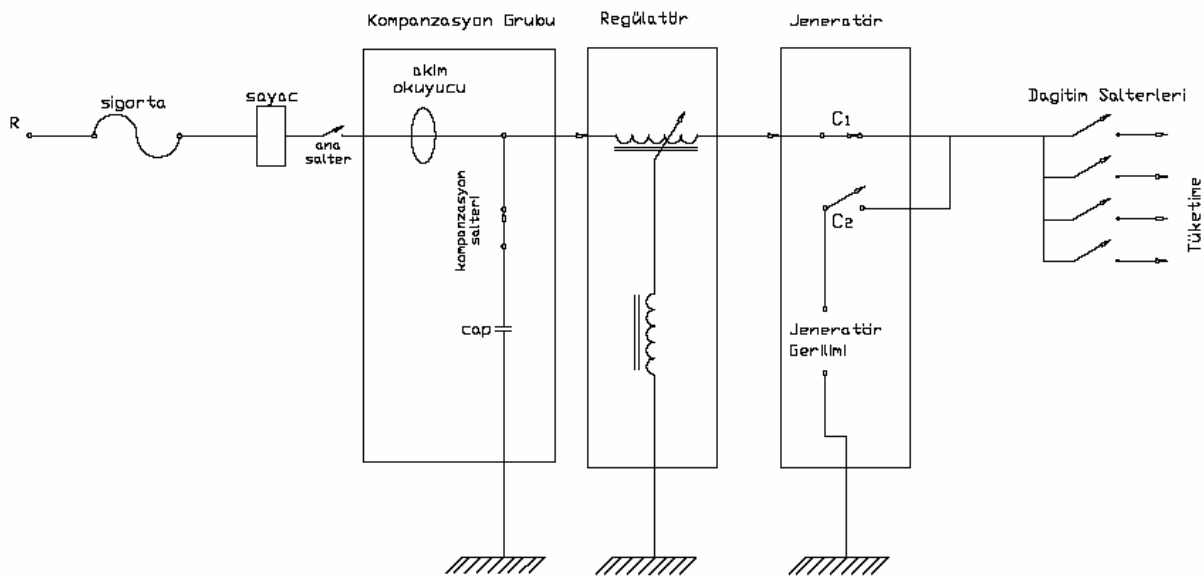 Kompanzasyon Grubu
Regülatör
Jeneratör
akim
okuyucu
sayac
sigorta
R
ana
salter
C1
Dagitim Salterleri
kompanzasyon
salteri
C2
Tüketime
cap
Jeneratör
Gerilimi